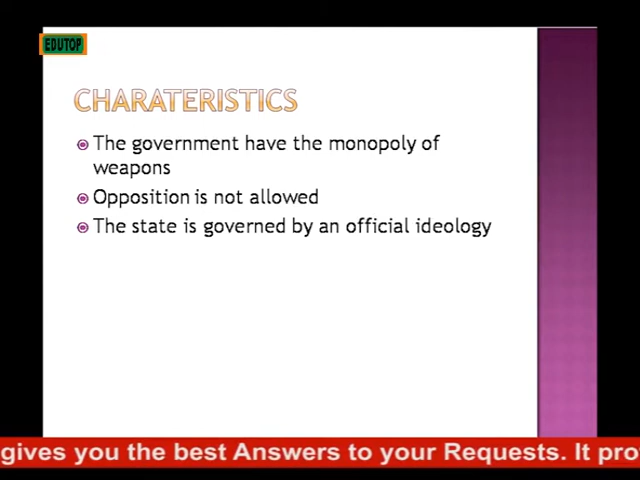 EDUTOP
CHARATERISTICS
The government have the monopoly of
weapons
Opposition is not allowed
The state is governed by an official ideology
gives you the best Answers to your Requests. It pro